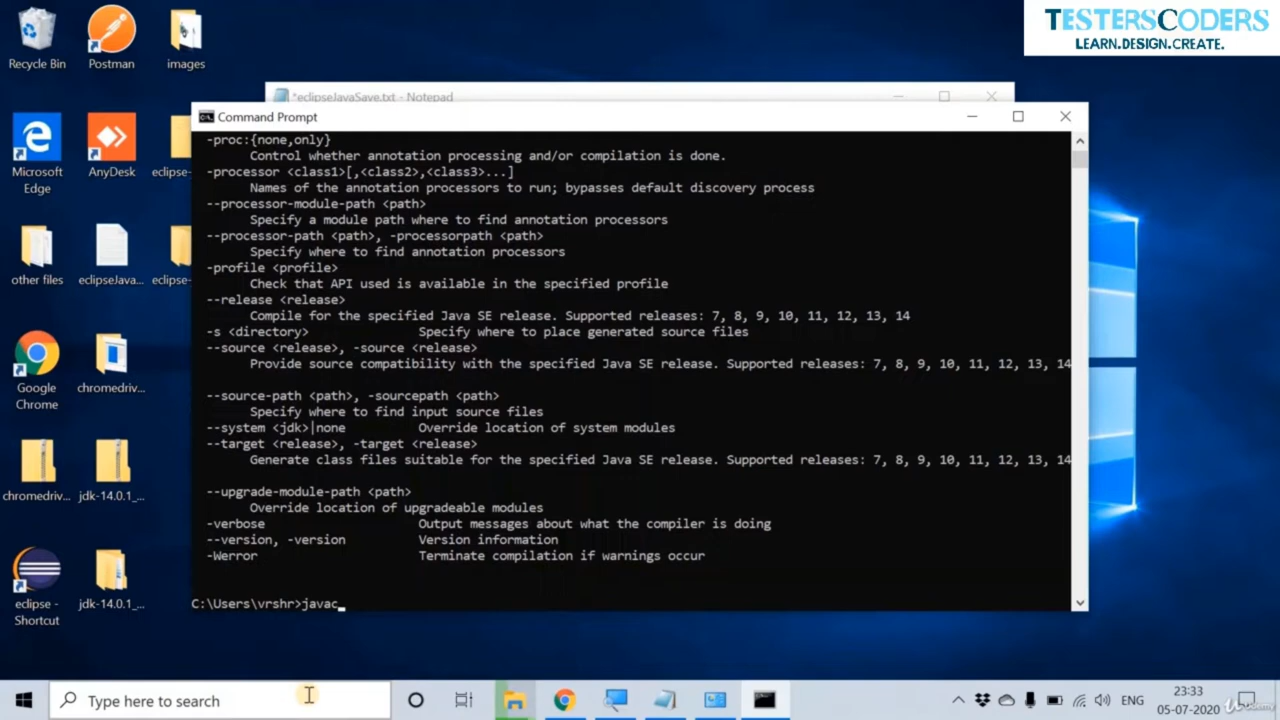 TESTERSCODERS
LEARN.DESIGN.CREATE.
Recycle Bin
Postman
images
Microsoft
Edge
AnyDesk
eclipse-
other files
eclipseJava...
eclipse-
Google
Chrome
chromedriv...
chromedriv...
jdk-14.0.1_...
eclipse -
Shortcut
jdk-14.0.1_...
*eclipseJavaSave.txt - Notepad
Command Prompt
-proc:{none,only}
Control whether annotation processing and/or compilation is done.
-processor <class1>[,<class2>,<class3>...]
Names of the annotation processors to run; bypasses default discovery process
--processor-module-path <path>
Specify a module path where to find annotation processors
--processor-path <path>, -processorpath <path>
Specify where to find annotation processors
-profile <profile>
Check that API used is available in the specified profile
--release <release>
Compile for the specified Java SE release. Supported releases: 7, 8, 9, 10, 11, 12, 13, 14
-s <directory> Specify where to place generated source files
--source <release>, -source <release>
Provide source compatibility with the specified Java SE release. Supported releases: 7, 8, 9, 10, 11, 12, 13, 14
--source-path <path>, -sourcepath <path>
Specify where to find input source files
--system <jdk>|none Override location of system modules
--target <release>, -target <release>
Generate class files suitable for the specified Java SE release. Supported releases: 7, 8, 9, 10, 11, 12, 13, 14
--upgrade-module-path <path>
Override location of upgradeable modules
-verbose Output messages about what the compiler is doing
--version, -version Version information
-Werror Terminate compilation if warnings occur
C:\Users\vrshr>javac_
Type here to search
ENG
23:33
05-07-2020
Udemy